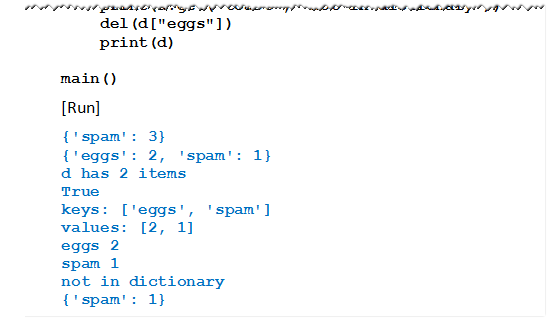 del(d["eggs"])
print(d)
main()
[Run]
{'spam': 3}
{'eggs': 2, 'spam': 1}
d has 2 items
True
keys: ['eggs', 'spam']
values: [2, 1]
eggs 2
spam 1
not in dictionary
{'spam': 1}